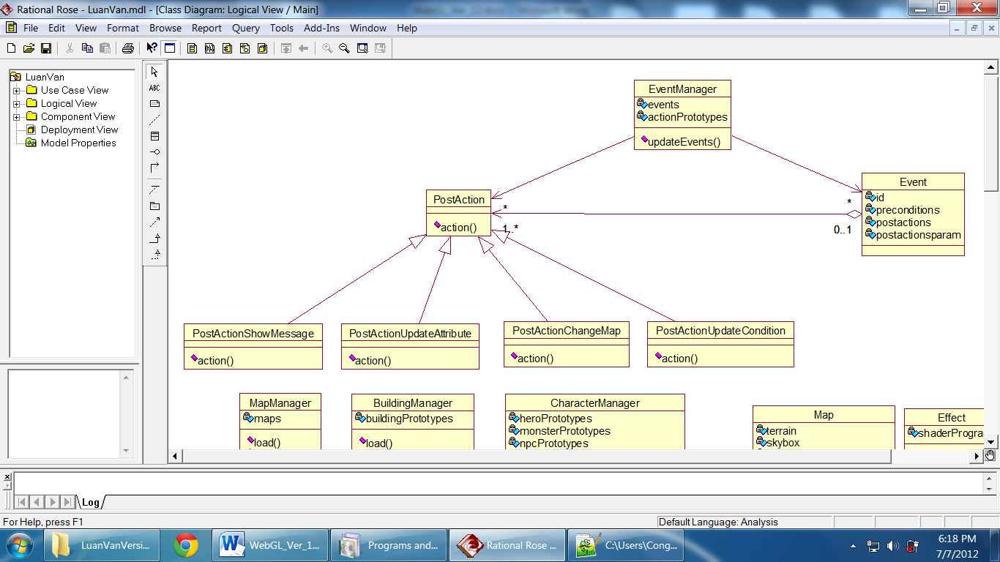 Rational Rose - LuanVan.mdl - [Class Diagram: Logical View / Main]
File Edit View Format Browse Report Query Tools Add-Ins Window Help
ABC
LuanVan
Use Case View
Logical View
Component View
Deployment View
Model Properties
EventManager
events
actionPrototypes
updateEvents()
Event
id
preconditions
postactions
postactionsparam
PostAction
action()
*
1..*
*
0..1
PostActionShowMessage
action()
PostActionUpdateAttribute
action()
PostActionChangeMap
action()
PostActionUpdateCondition
action()
MapManager
maps
load()
BuildingManager
buildingPrototypes
load()
CharacterManager
heroPrototypes
monsterPrototypes
npcPrototypes
Map
terrain
skybox
Effect
shaderProgra
Log
For Help, press F1
Default Language: Analysis
LuanVanVersi...
WebGL_Ver_1...
Programs and...
Rational Rose ...
C:\Users\Cong...
6:18 PM
7/7/2012